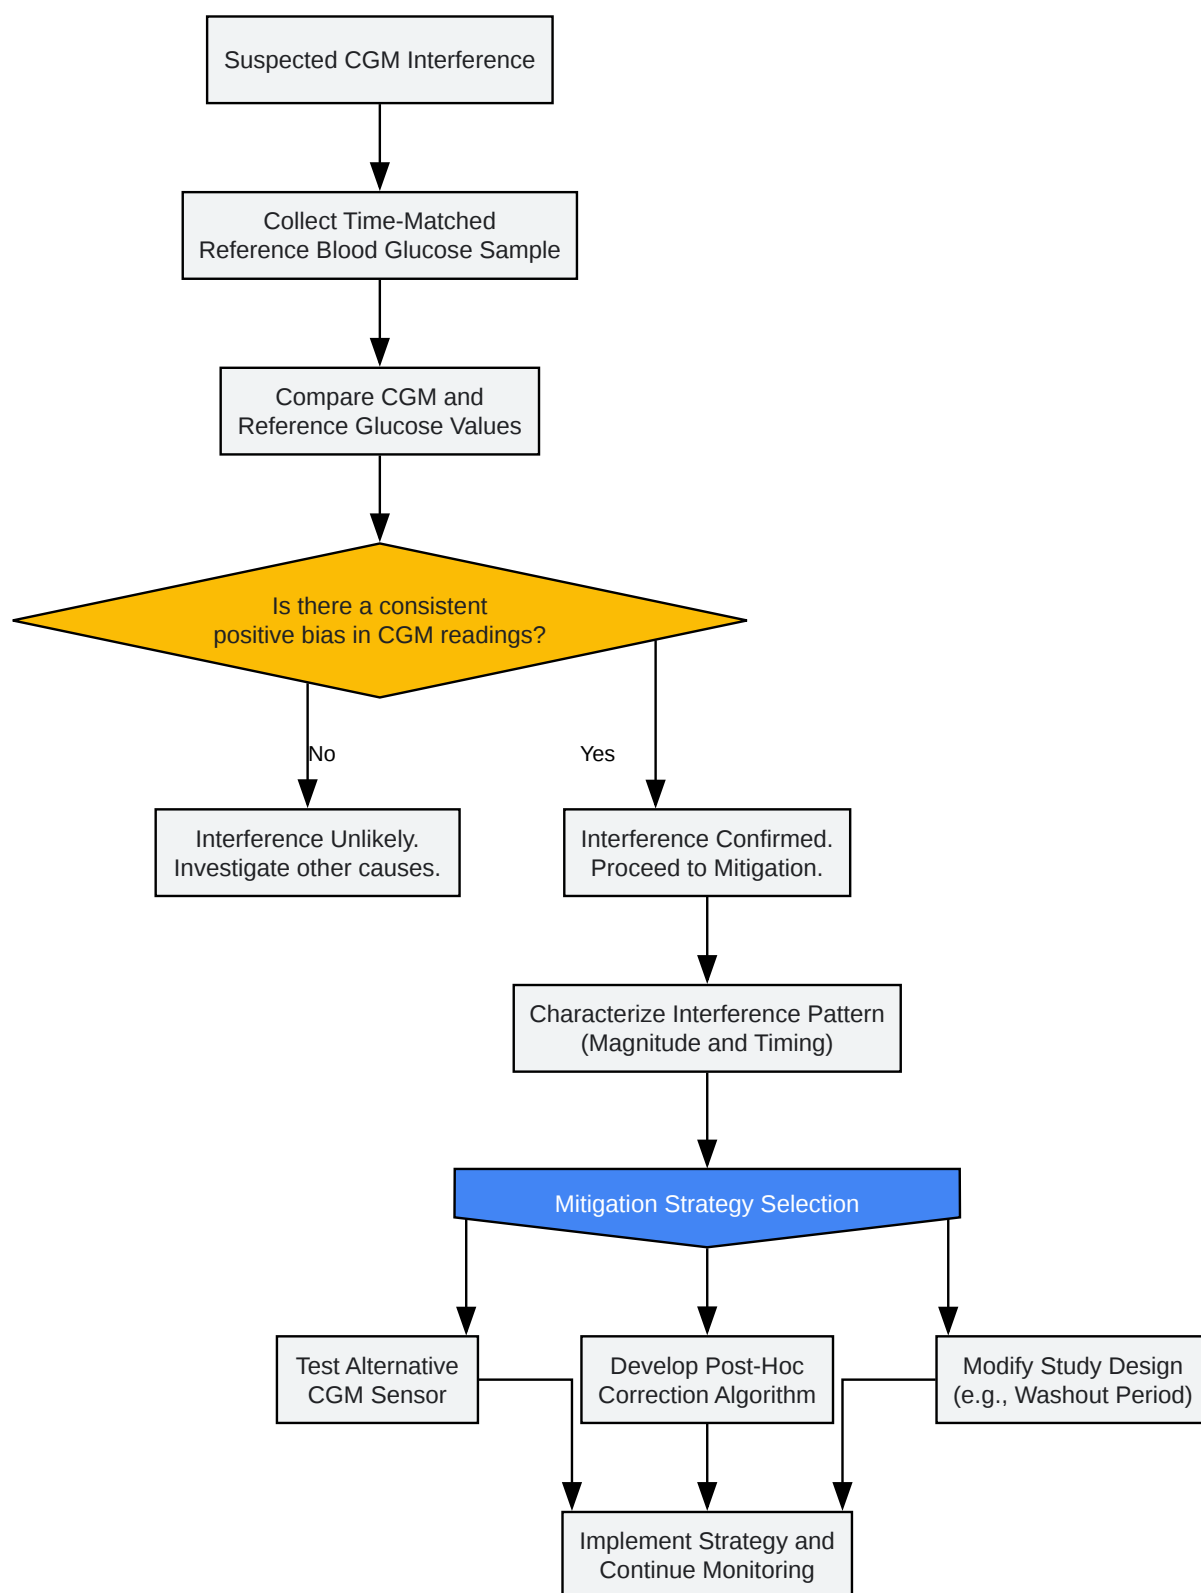 Suspected CGM Interference
Collect Time-Matched
Reference Blood Glucose Sample
Compare CGM and
Reference Glucose Values
Is there a consistent
positive bias in CGM readings?
No
Yes
Interference Unlikely.
Investigate other causes.
Interference Confirmed.
Proceed to Mitigation.
Characterize Interference Pattern
(Magnitude and Timing)
Mitigation Strategy Selection
Test Alternative
CGM Sensor
Develop Post-Hoc
Correction Algorithm
Modify Study Design
(e.g., Washout Period)
Implement Strategy and
Continue Monitoring